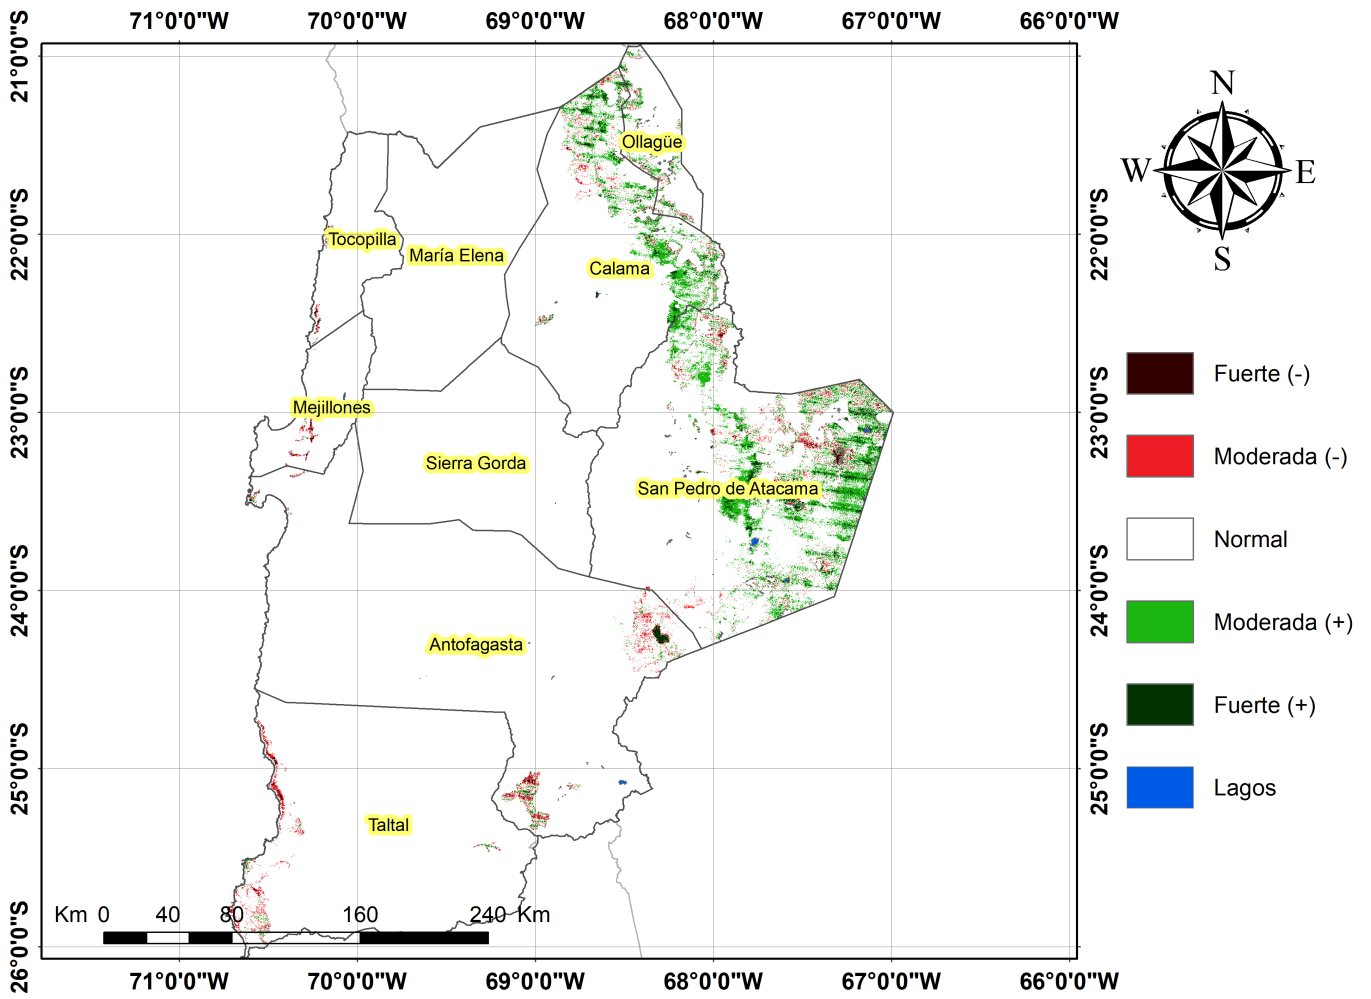 71°0'0"W 70°0'0"W 69°0'0"W 68°0'0"W 67°0'0"W 66°0'0"W
21°0'0"S
22°0'0"S
23°0'0"S
24°0'0"S
25°0'0"S
26°0'0"S
Ollagüe
Tocopilla
María Elena
Calama
Mejillones
Sierra Gorda
San Pedro de Atacama
Antofagasta
Taltal
Km 0 40 80 160 240 Km
71°0'0"W 70°0'0"W 69°0'0"W 68°0'0"W 67°0'0"W 66°0'0"W
22°0'0"S
23°0'0"S
24°0'0"S
25°0'0"S
N
W E
S
Fuerte (-)
Moderada (-)
Normal
Moderada (+)
Fuerte (+)
Lagos